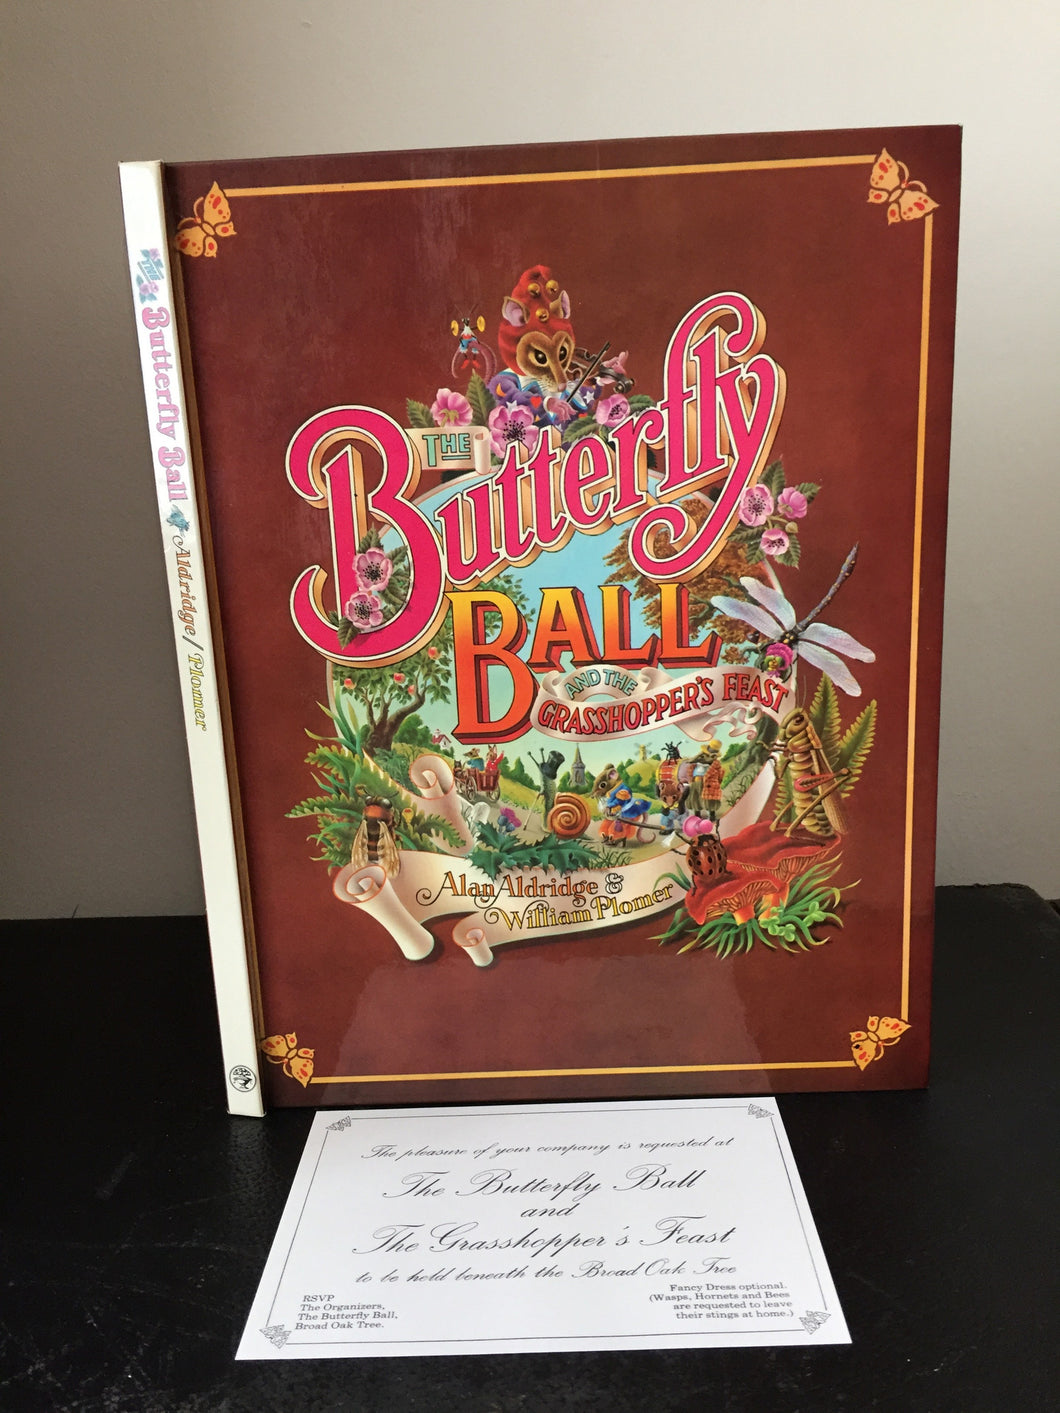 THE Butterfly Ball Aldridge / Plomer
THE
Butterfly
BALL
AND THE
GRASSHOPPER'S FEAST
Alan Aldridge &
William Plomer
The pleasure of your company is requested at
The Butterfly Ball
and
The Grasshopper's Feast
to be held beneath the Broad Oak Tree
RSVP
The Organizers,
The Butterfly Ball,
Broad Oak Tree.
Fancy Dress optional.
(Wasps, Hornets and Bees
are requested to leave
their stings at home.)